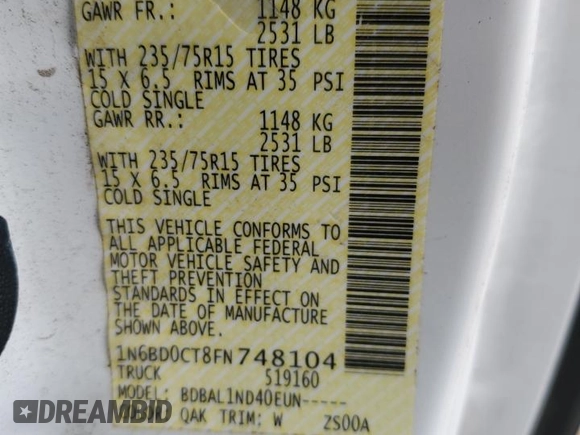 GAWR FR.: 1148 KG
2531 LB
WITH 235/75R15 TIRES
15 X 6.5 RIMS AT 35 PSI
COLD SINGLE
GAWR RR.: 1148 KG
2531 LB
WITH 235/75R15 TIRES
15 X 6.5 RIMS AT 35 PSI
COLD SINGLE
THIS VEHICLE CONFORMS TO
ALL APPLICABLE FEDERAL
MOTOR VEHICLE SAFETY AND
THEFT PREVENTION
STANDARDS IN EFFECT ON
THE DATE OF MANUFACTURE
SHOWN ABOVE
1N6BD0CT8FN748104
TRUCK 519160
MODEL: BDBAL1ND40EUN-----
QAK TRIM: W ZS00A
DREAMBID